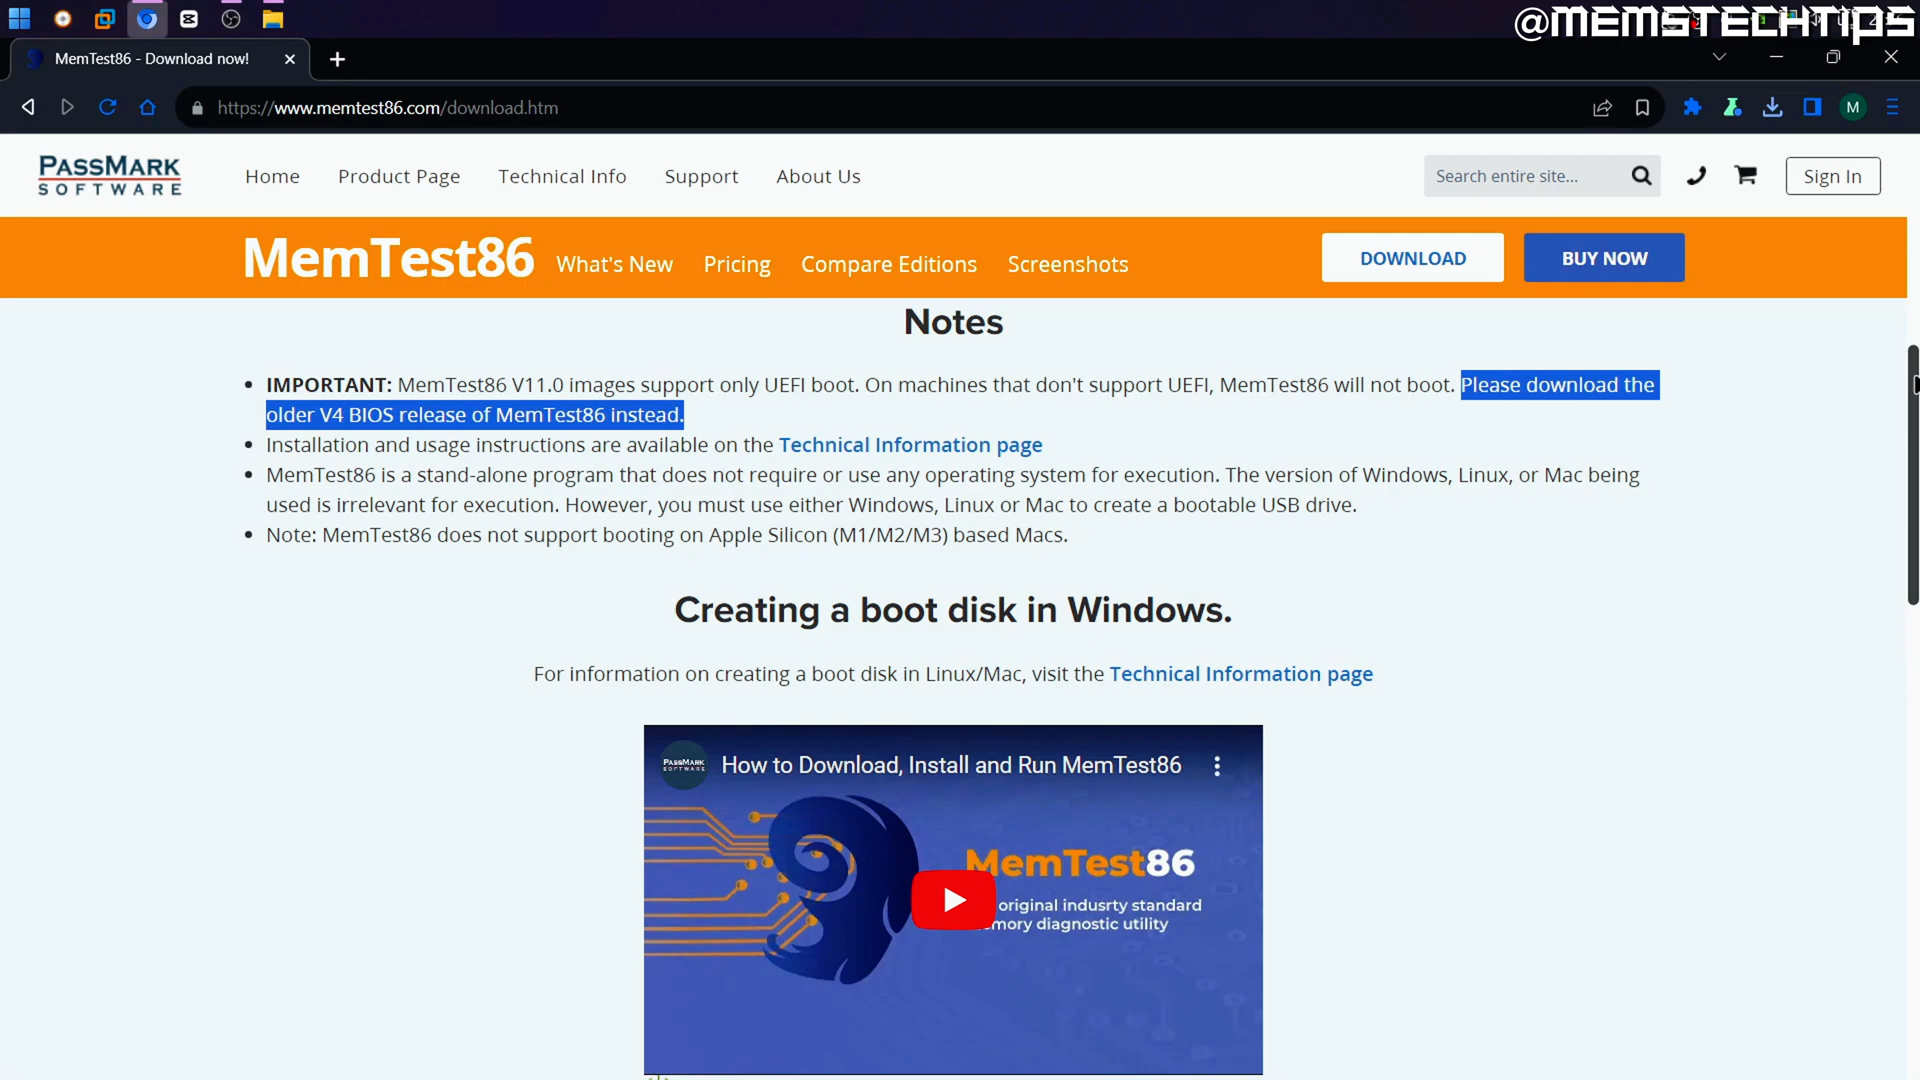 @MEMSTECHTIPS
MemTest86 - Download now!
https://www.memtest86.com/download.htm
M
PASSMARK
SOFTWARE
Home
Product Page
Technical Info
Support
About Us
Search entire site...
Sign In
MemTest86
What's New
Pricing
Compare Editions
Screenshots
DOWNLOAD
BUY NOW
Notes
IMPORTANT: MemTest86 V11.0 images support only UEFI boot. On machines that don't support UEFI, MemTest86 will not boot. Please download the
older V4 BIOS release of MemTest86 instead.
Installation and usage instructions are available on the Technical Information page
MemTest86 is a stand-alone program that does not require or use any operating system for execution. The version of Windows, Linux, or Mac being
used is irrelevant for execution. However, you must use either Windows, Linux or Mac to create a bootable USB drive.
Note: MemTest86 does not support booting on Apple Silicon (M1/M2/M3) based Macs.
Creating a boot disk in Windows.
For information on creating a boot disk in Linux/Mac, visit the Technical Information page
PASSMARK
SOFTWARE
How to Download, Install and Run MemTest86
MemTest86
original indusrty standard
mory diagnostic utility